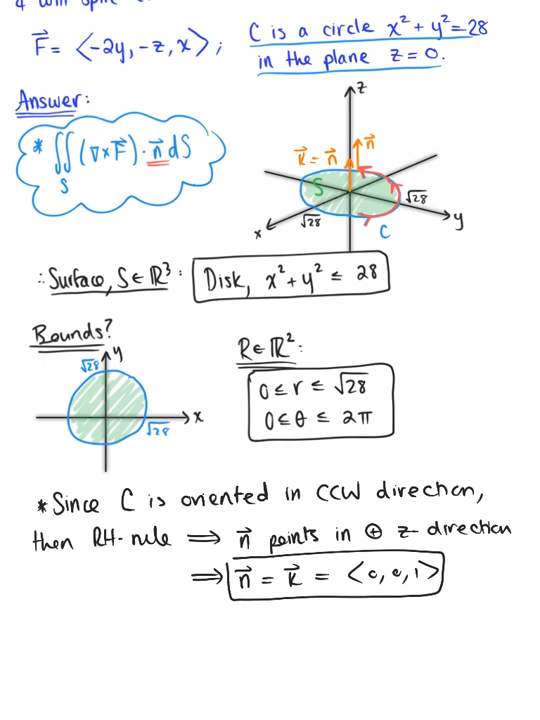 F⃗ = ⟨-2y, -z, x⟩; C is a circle x² + y² = 28
in the plane z = 0.
Answer:
* ∬ (∇×F⃗)·n⃗ dS
S
z
n⃗
k⃗ = n⃗
S
√28
√28
x
y
C
∴ Surface, S∈ℝ³: Disk, x² + y² ≤ 28
Bounds?
y
√28
x
√28
R∈ℝ²:
0 ≤ r ≤ √28
0 ≤ θ ≤ 2π
* Since C is oriented in CCW direction,
then RH-rule ⟹ n⃗ points in ⊕ z-direction
⟹ n⃗ = k⃗ = ⟨0, 0, 1⟩